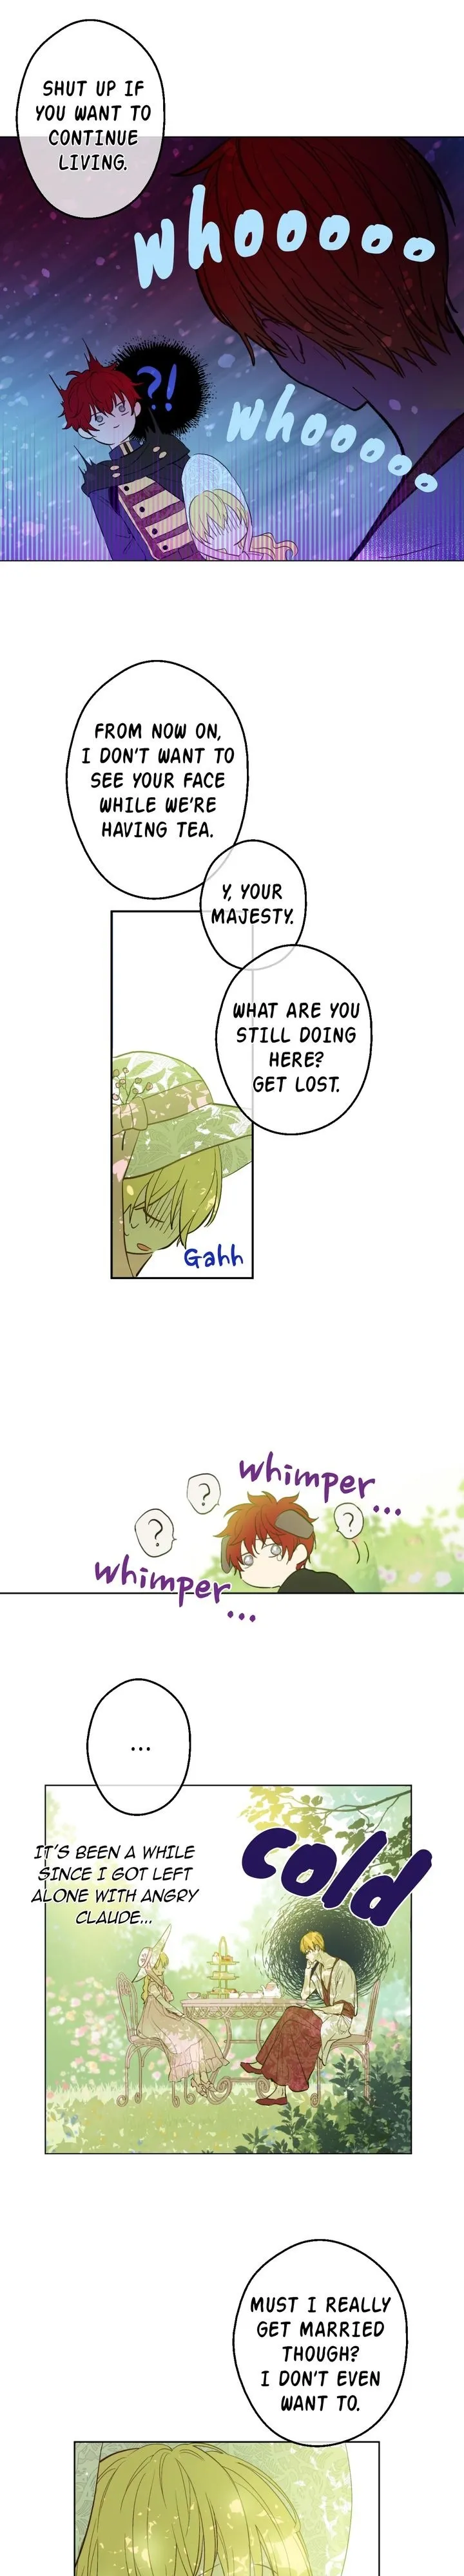 SHUT UP IF
YOU WANT TO
CONTINUE
LIVING.
whooooo
?!
whooooo
FROM NOW ON,
I DON'T WANT TO
SEE YOUR FACE
WHILE WE'RE
HAVING TEA.
Y, YOUR
MAJESTY.
WHAT ARE YOU
STILL DOING
HERE?
GET LOST.
Gahh
whimper...
?
?
?
whimper...
...
IT'S BEEN A WHILE
SINCE I GOT LEFT
ALONE WITH ANGRY
CLAUDE...
cold
MUST I REALLY
GET MARRIED
THOUGH?
I DON'T EVEN
WANT TO.